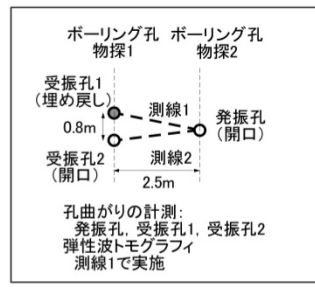 ボーリング孔 ボーリング孔
物探1 物探2
受振孔1
(埋め戻し)
測線1
発振孔
(開口)
0.8m
受振孔2
(開口)
測線2
2.5m
孔曲がりの計測:
発振孔, 受振孔1, 受振孔2
弾性波トモグラフィ
測線1で実施